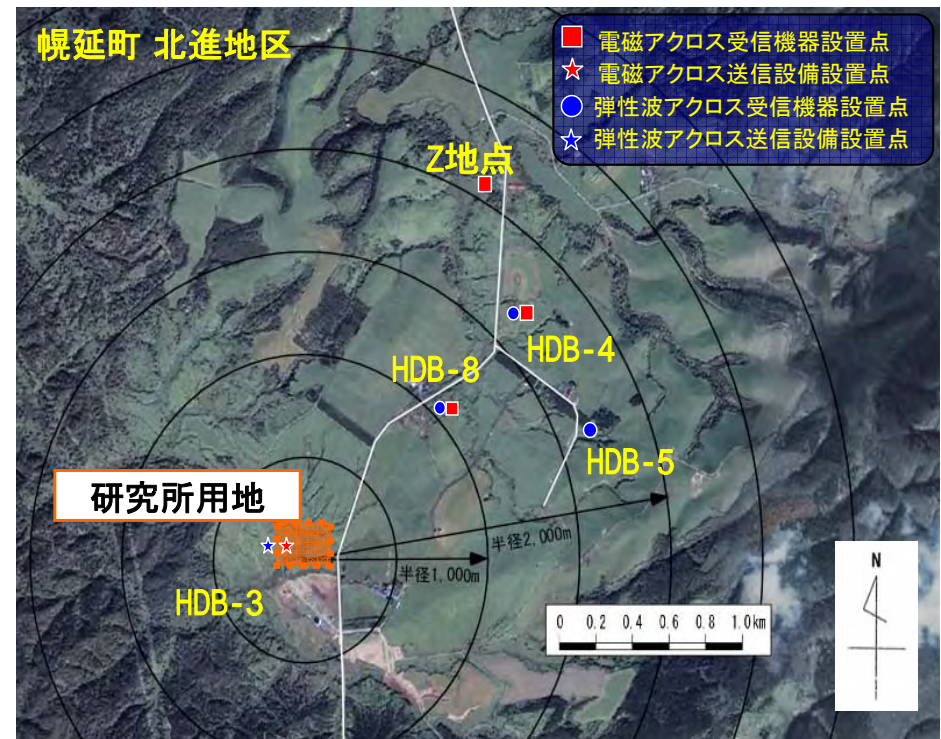 幌延町 北進地区
電磁アクロス受信機器設置点
電磁アクロス送信設備設置点
弾性波アクロス受信機器設置点
弾性波アクロス送信設備設置点
Z地点
HDB-4
HDB-8
HDB-5
研究所用地
半径2,000m
半径1,000m
HDB-3
N
0 0.2 0.4 0.6 0.8 1.0km